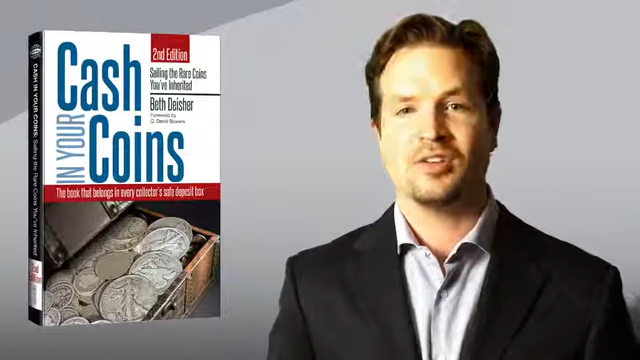 2nd Edition
Cash
IN YOUR
Coins
Selling the Rare Coins
You've Inherited
Beth Deisher
Foreword by
Q. David Bowers
The book that belongs in every collector's safe deposit box
CASH IN YOUR COINS: Selling the Rare Coins You've Inherited
2nd
Edition